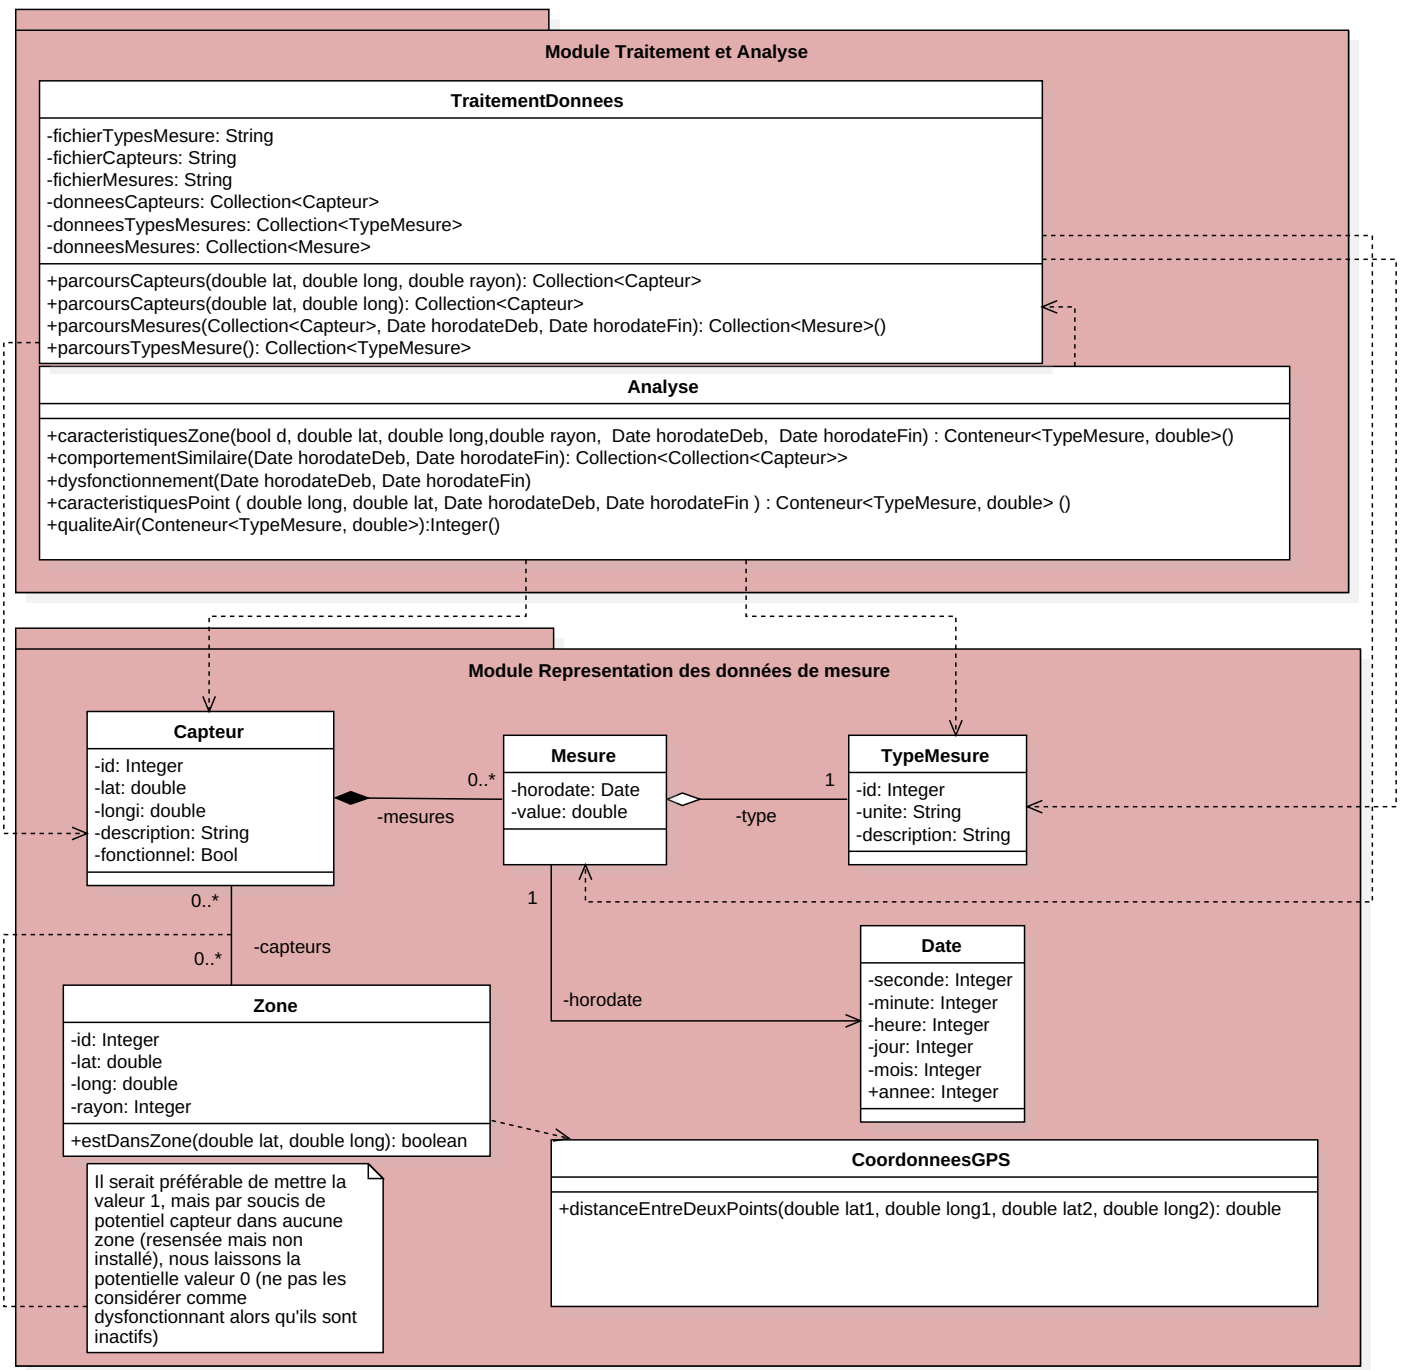 Module Traitement et Analyse
TraitementDonnees
-fichierTypesMesure: String
-fichierCapteurs: String
-fichierMesures: String
-donneesCapteurs: Collection<Capteur>
-donneesTypesMesures: Collection<TypeMesure>
-donneesMesures: Collection<Mesure>
+parcoursCapteurs(double lat, double long, double rayon): Collection<Capteur>
+parcoursCapteurs(double lat, double long): Collection<Capteur>
+parcoursMesures(Collection<Capteur>, Date horodateDeb, Date horodateFin): Collection<Mesure>()
+parcoursTypesMesure(): Collection<TypeMesure>
Analyse
+caracteristiquesZone(bool d, double lat, double long,double rayon,  Date horodateDeb,  Date horodateFin) : Conteneur<TypeMesure, double>()
+comportementSimilaire(Date horodateDeb, Date horodateFin): Collection<Collection<Capteur>>
+dysfonctionnement(Date horodateDeb, Date horodateFin)
+caracteristiquesPoint ( double long, double lat, Date horodateDeb, Date horodateFin ) : Conteneur<TypeMesure, double> ()
+qualiteAir(Conteneur<TypeMesure, double>):Integer()
Module Representation des données de mesure
Capteur
-id: Integer
-lat: double
-longi: double
-description: String
-fonctionnel: Bool
0..*
-mesures
Mesure
-horodate: Date
-value: double
1
-type
TypeMesure
-id: Integer
-unite: String
-description: String
0..*
-capteurs
0..*
1
-horodate
Date
-seconde: Integer
-minute: Integer
-heure: Integer
-jour: Integer
-mois: Integer
+annee: Integer
Zone
-id: Integer
-lat: double
-long: double
-rayon: Integer
+estDansZone(double lat, double long): boolean
CoordonneesGPS
+distanceEntreDeuxPoints(double lat1, double long1, double lat2, double long2): double
Il serait préférable de mettre la
valeur 1, mais par soucis de
potentiel capteur dans aucune
zone (resensée mais non
installé), nous laissons la
potentielle valeur 0 (ne pas les
considérer comme
dysfonctionnant alors qu'ils sont
inactifs)